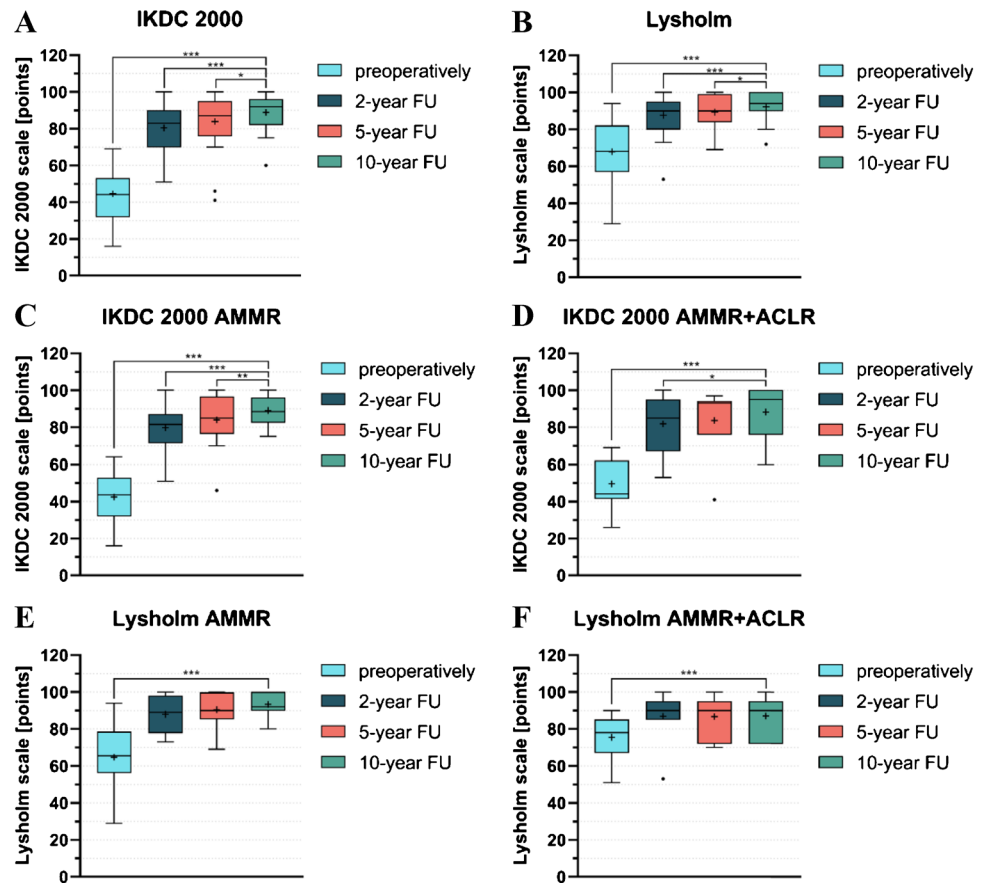 A
IKDC 2000
IKDC 2000 scale [points]
120
100
80
60
40
20
0
***
***
*
preoperatively
2-year FU
5-year FU
10-year FU
B
Lysholm
Lysholm scale [points]
120
100
80
60
40
20
0
***
***
*
preoperatively
2-year FU
5-year FU
10-year FU
C
IKDC 2000 AMMR
IKDC 2000 scale [points]
120
100
80
60
40
20
0
***
***
**
preoperatively
2-year FU
5-year FU
10-year FU
D
IKDC 2000 AMMR+ACLR
IKDC 2000 scale [points]
120
100
80
60
40
20
0
***
*
preoperatively
2-year FU
5-year FU
10-year FU
E
Lysholm AMMR
Lysholm scale [points]
120
100
80
60
40
20
0
***
preoperatively
2-year FU
5-year FU
10-year FU
F
Lysholm AMMR+ACLR
Lysholm scale [points]
120
100
80
60
40
20
0
***
preoperatively
2-year FU
5-year FU
10-year FU